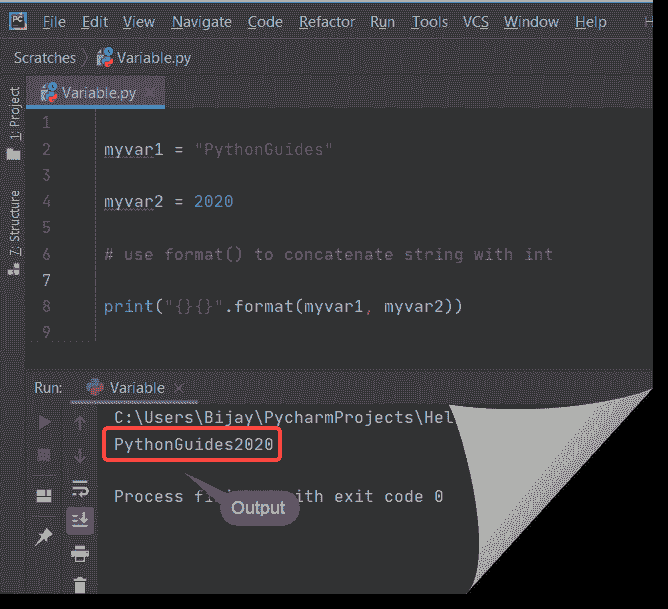 PC File Edit View Navigate Code Refactor Run Tools VCS Window Help
Scratches Variable.py
Variable.py
1: Project
Z: Structure
1
2 myvar1 = "PythonGuides"
3
4 myvar2 = 2020
5
6 # use format() to concatenate string with int
7
8 print("{}{}".format(myvar1, myvar2))
9
Run: Variable
C:\Users\Bijay\PycharmProjects\Hel
PythonGuides2020
Process fi ith exit code 0
Output